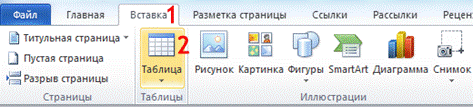 Файл Главная Вставка 1 Разметка страницы Ссылки Рассылки Рецен
Титульная страница
Пустая страница
Разрыв страницы
Страницы
2
Таблица
Таблицы
Рисунок Картинка Фигуры SmartArt Диаграмма Снимок
Иллюстрации